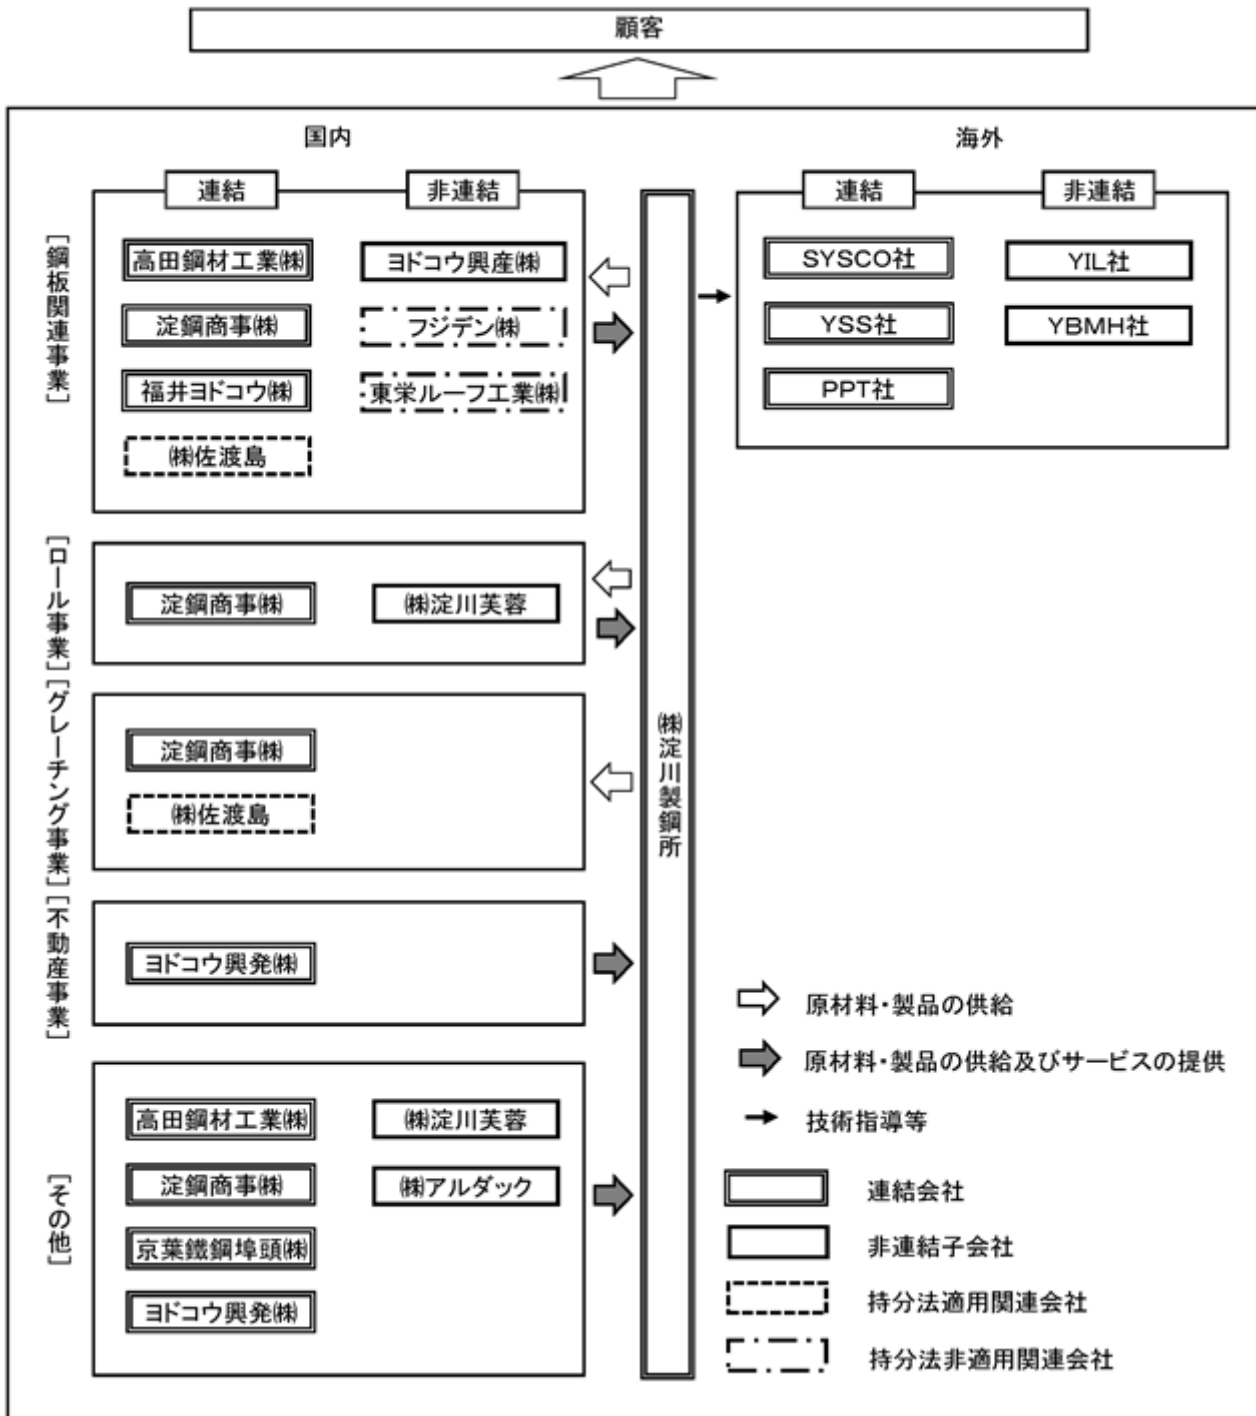 顧客
国内
海外
連結
非連結
連結
非連結
［鋼板関連事業］
高田鋼材工業㈱
ヨドコウ興産㈱
淀鋼商事㈱
フジデン㈱
福井ヨドコウ㈱
東栄ルーフ工業㈱
㈱佐渡島
SYSCO社
YIL社
YSS社
YBMH社
PPT社
［ロール事業］
淀鋼商事㈱
㈱淀川芙蓉
［グレーチング事業］
淀鋼商事㈱
㈱佐渡島
㈱淀川製鋼所
［不動産事業］
ヨドコウ興発㈱
［その他］
高田鋼材工業㈱
㈱淀川芙蓉
淀鋼商事㈱
㈱アルダック
京葉鐵鋼埠頭㈱
ヨドコウ興発㈱
原材料・製品の供給
原材料・製品の供給及びサービスの提供
技術指導等
連結会社
非連結子会社
持分法適用関連会社
持分法非適用関連会社